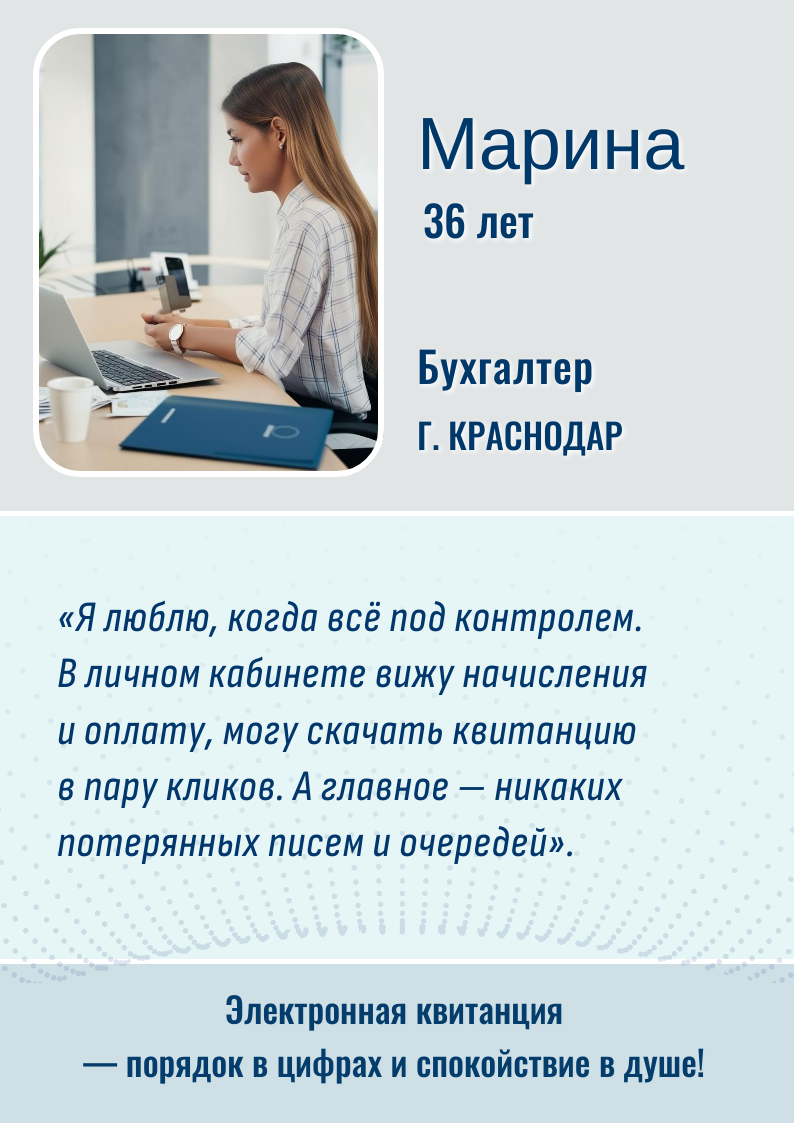 Марина
36 лет
Бухгалтер
Г. КРАСНОДАР
«Я люблю, когда всё под контролем.
В личном кабинете вижу начисления
и оплату, могу скачать квитанцию
в пару кликов. А главное — никаких
потерянных писем и очередей».
Электронная квитанция
— порядок в цифрах и спокойствие в душе!